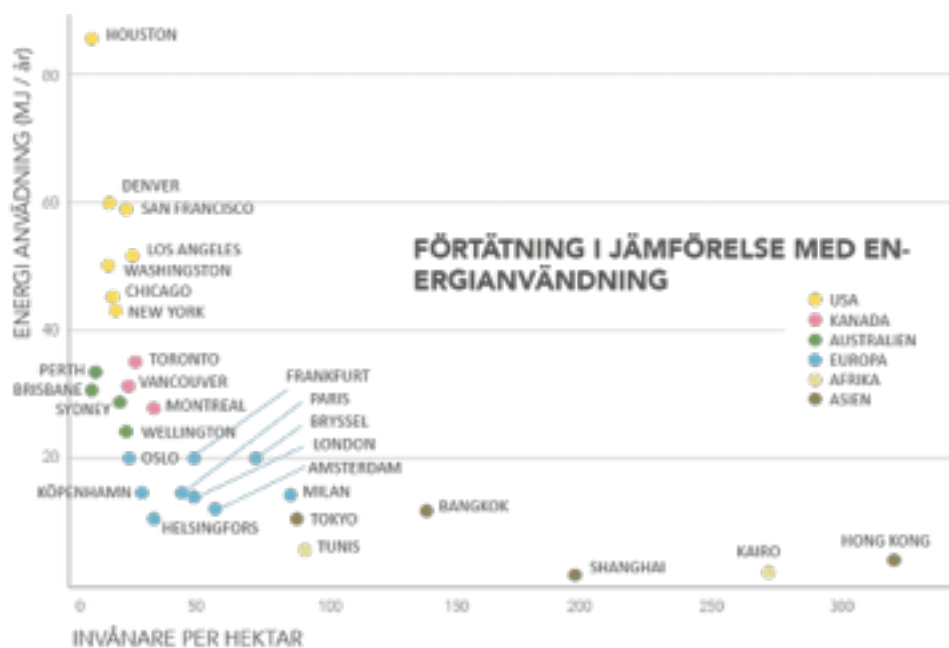 HOUSTON
80
ENERGI ANVÄDNING (MJ / år)
DENVER
60
SAN FRANCISCO
LOS ANGELES
WASHINGSTON
FÖRTÄTNING I JÄMFÖRELSE MED EN-
ERGIANVÄNDNING
CHICAGO
NEW YORK
USA
KANADA
AUSTRALIEN
EUROPA
AFRIKA
ASIEN
40
TORONTO
PERTH
VANCOUVER
BRISBANE
MONTREAL
SYDNEY
WELLINGTON
FRANKFURT
PARIS
BRYSSEL
LONDON
AMSTERDAM
20
OSLO
KÖPENHAMN
MILAN
HELSINGFORS
TOKYO
BANGKOK
TUNIS
SHANGHAI
KAIRO
HONG KONG
0 50 100 150 200 250 300
INVÅNARE PER HEKTAR